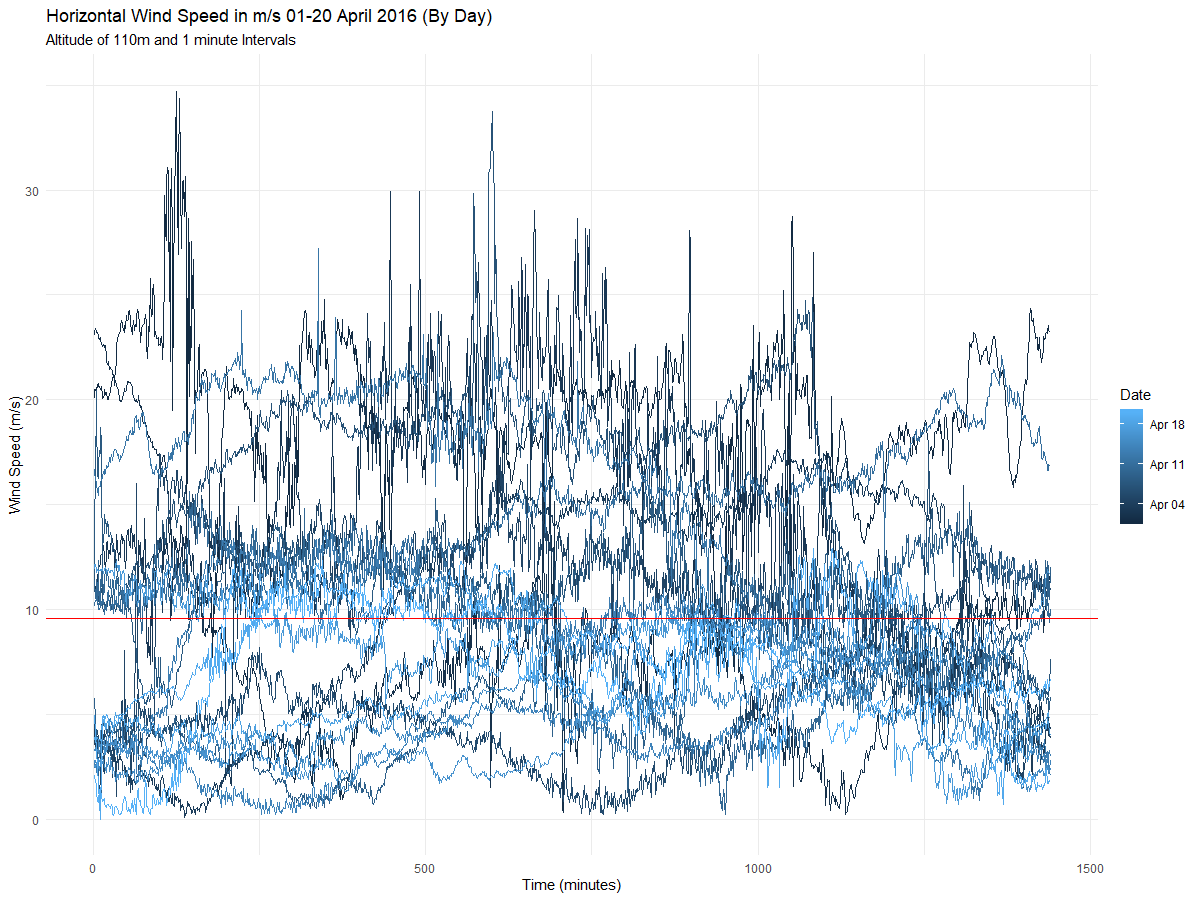 Horizontal Wind Speed in m/s 01-20 April 2016 (By Day)
Altitude of 110m and 1 minute Intervals
Wind Speed (m/s)
30
20
10
0
0 500 1000 1500
Time (minutes)
Date
Apr 18
Apr 11
Apr 04